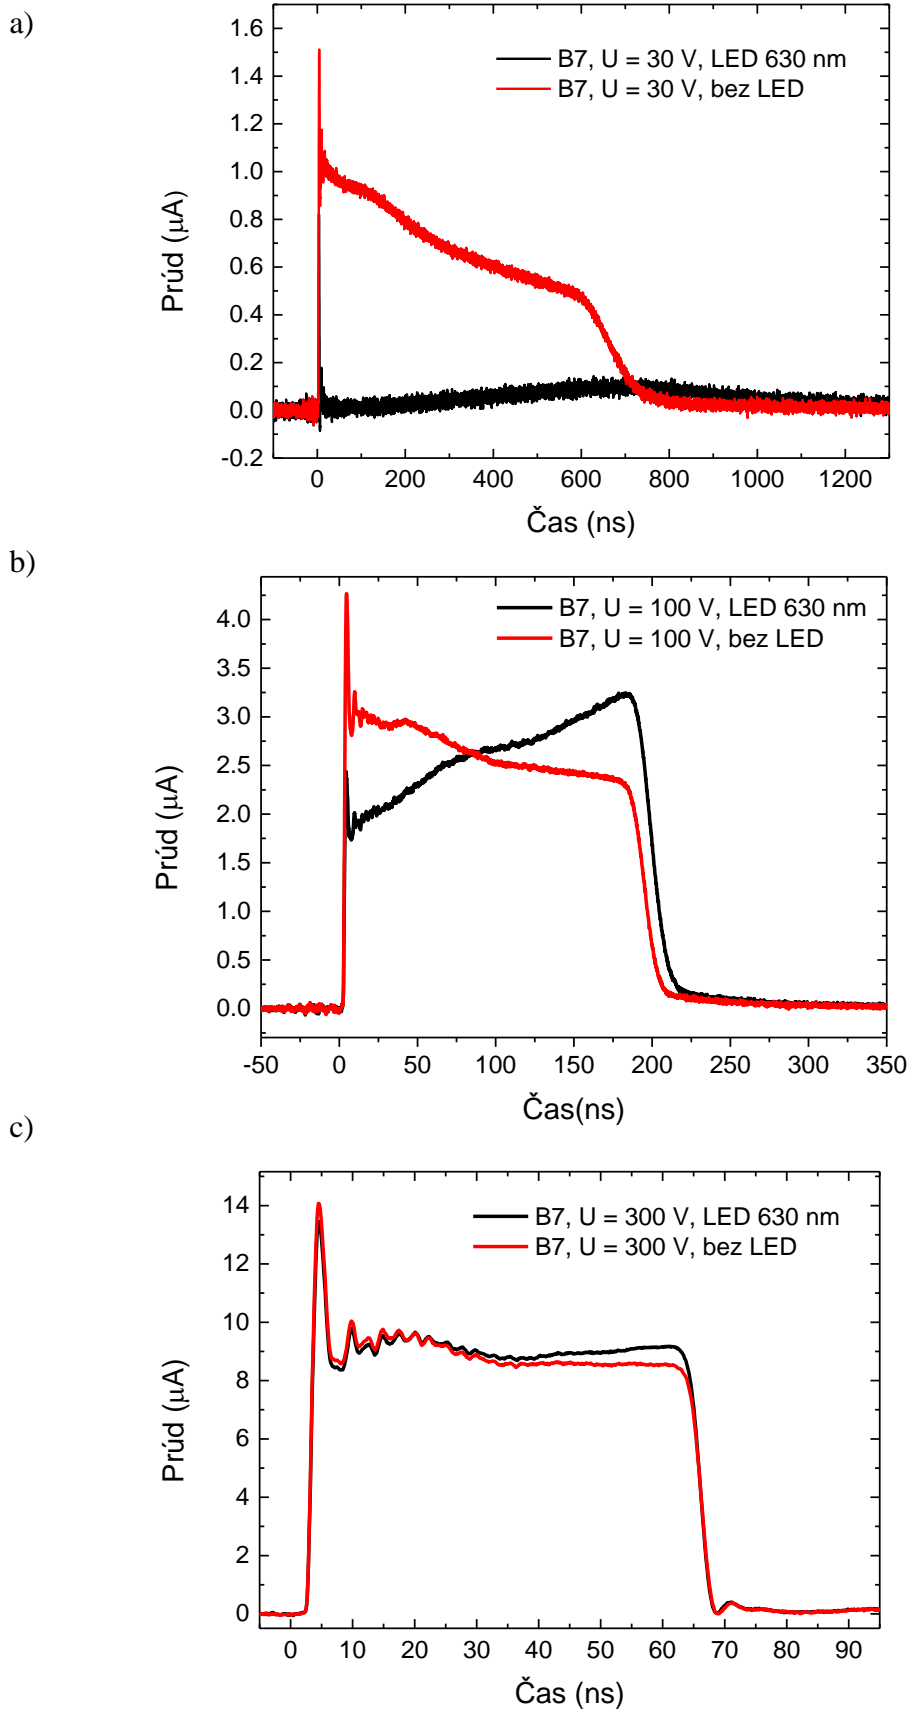 a)
B7, U = 30 V, LED 630 nm
B7, U = 30 V, bez LED
Prúd (μA)
1.6
1.4
1.2
1.0
0.8
0.6
0.4
0.2
0.0
-0.2
0 200 400 600 800 1000 1200
Čas (ns)
b)
B7, U = 100 V, LED 630 nm
B7, U = 100 V, bez LED
Prúd (μA)
4.0
3.5
3.0
2.5
2.0
1.5
1.0
0.5
0.0
-50 0 50 100 150 200 250 300 350
Čas(ns)
c)
B7, U = 300 V, LED 630 nm
B7, U = 300 V, bez LED
Prúd (μA)
14
12
10
8
6
4
2
0
0 10 20 30 40 50 60 70 80 90
Čas (ns)